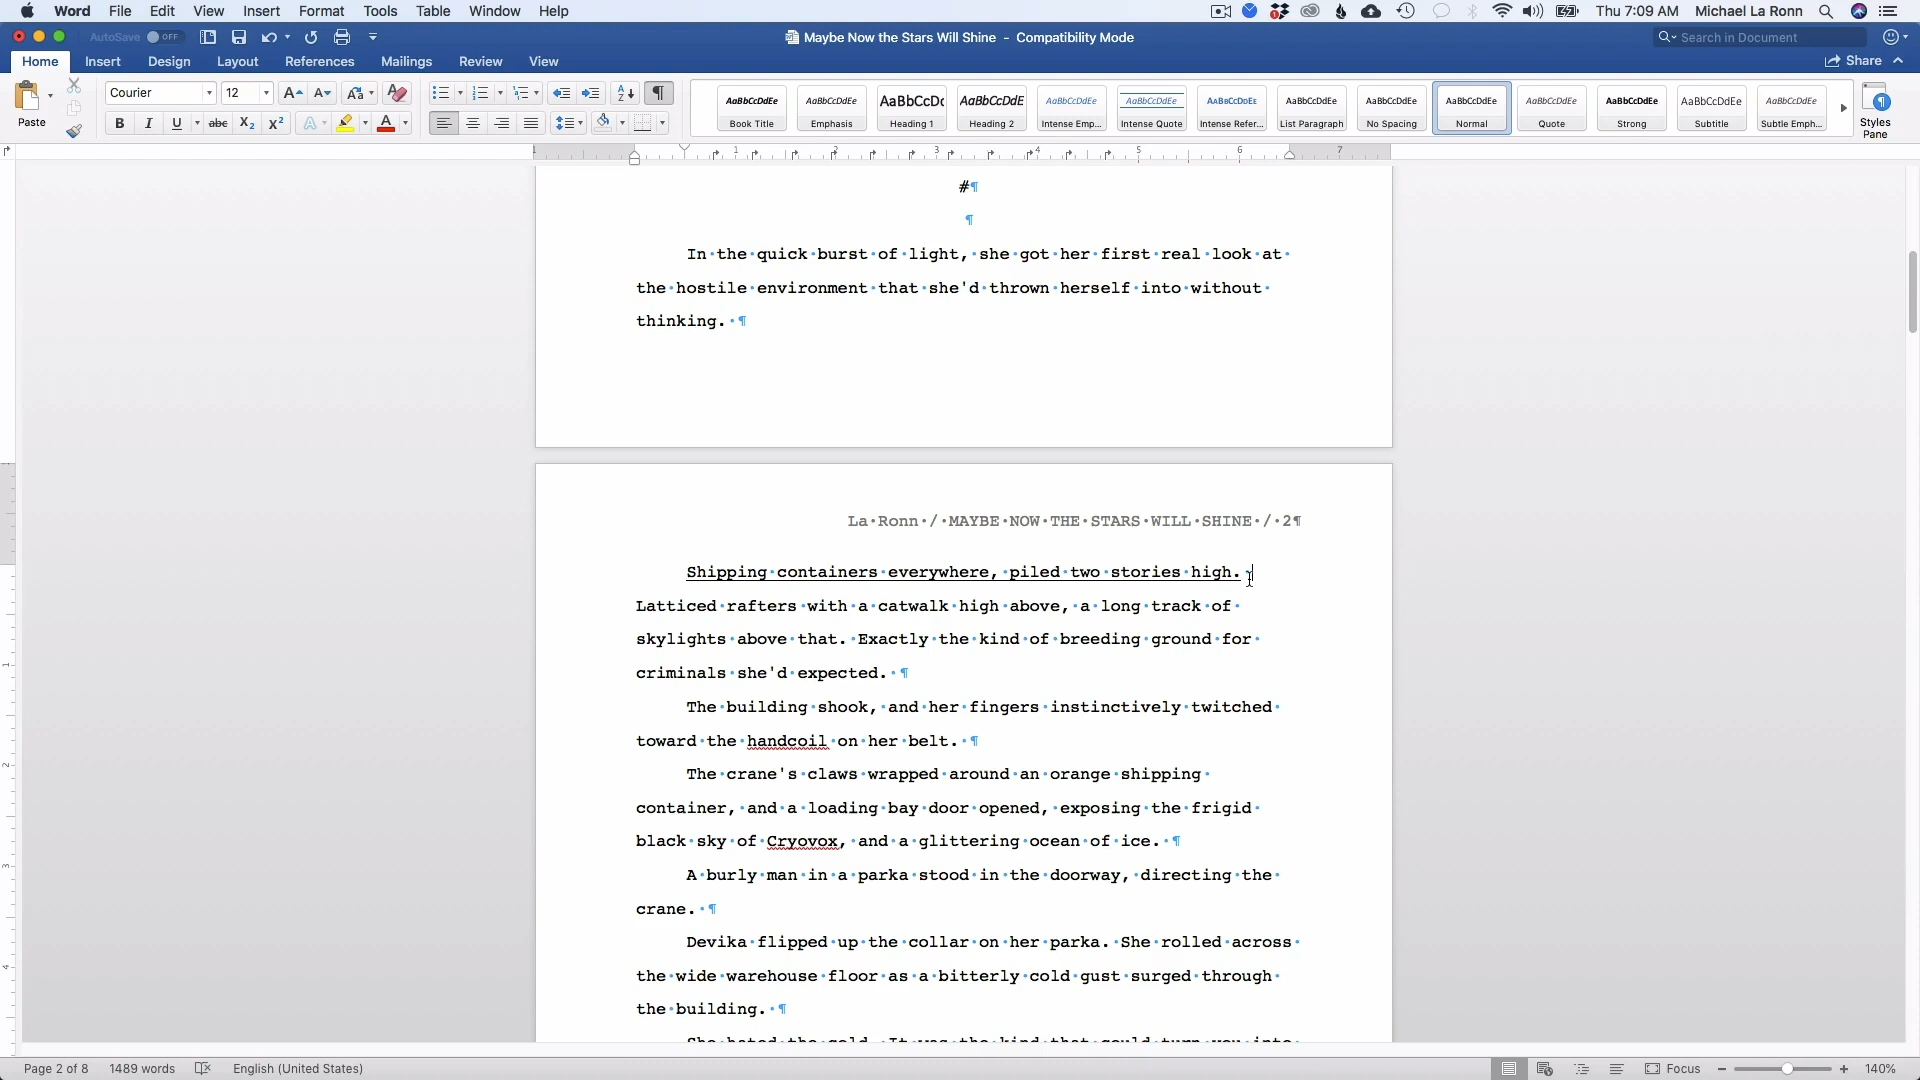 Word File Edit View Insert Format Tools Table Window Help Thu 7:09 AM Michael La Ronn
AutoSave OFF Maybe Now the Stars Will Shine - Compatibility Mode Search in Document
Home Insert Design Layout References Mailings Review View Share
Courier 12
Paste
AaBbCcDdEe AaBbCcDdEe AaBbCcDc AaBbCcDdE AaBbCcDdEe AaBbCcDdEe AaBbCcDdEe AaBbCcDdEe AaBbCcDdEe AaBbCcDdEe AaBbCcDdEe AaBbCcDdEe AaBbCcDdEe AaBbCcDdEe
Book Title Emphasis Heading 1 Heading 2 Intense Emp... Intense Quote Intense Refer... List Paragraph No Spacing Normal Quote Strong Subtitle Subtle Emph... Styles Pane
1 1 2 3 4 5 6 7
#¶
¶
In·the·quick·burst·of·light,·she·got·her·first·real·look·at·
the·hostile·environment·that·she'd·thrown·herself·into·without·
thinking.·¶
La·Ronn·/·MAYBE·NOW·THE·STARS·WILL·SHINE·/·2¶
Shipping·containers·everywhere,·piled·two·stories·high.·
Latticed·rafters·with·a·catwalk·high·above,·a·long·track·of·
skylights·above·that.·Exactly·the·kind·of·breeding·ground·for·
criminals·she'd·expected.·¶
The·building·shook,·and·her·fingers·instinctively·twitched·
toward·the·handcoil·on·her·belt.·¶
The·crane's·claws·wrapped·around·an·orange·shipping·
container,·and·a·loading·bay·door·opened,·exposing·the·frigid·
black·sky·of·Cryovox,·and·a·glittering·ocean·of·ice.·¶
A·burly·man·in·a·parka·stood·in·the·doorway,·directing·the·
crane.·¶
Devika·flipped·up·the·collar·on·her·parka.·She·rolled·across·
the·wide·warehouse·floor·as·a·bitterly·cold·gust·surged·through·
the·building.·¶
She·hated·the·cold.·It·was·the·kind·that·could·turn·you·into·
Page 2 of 8 1489 words English (United States) Focus 140%